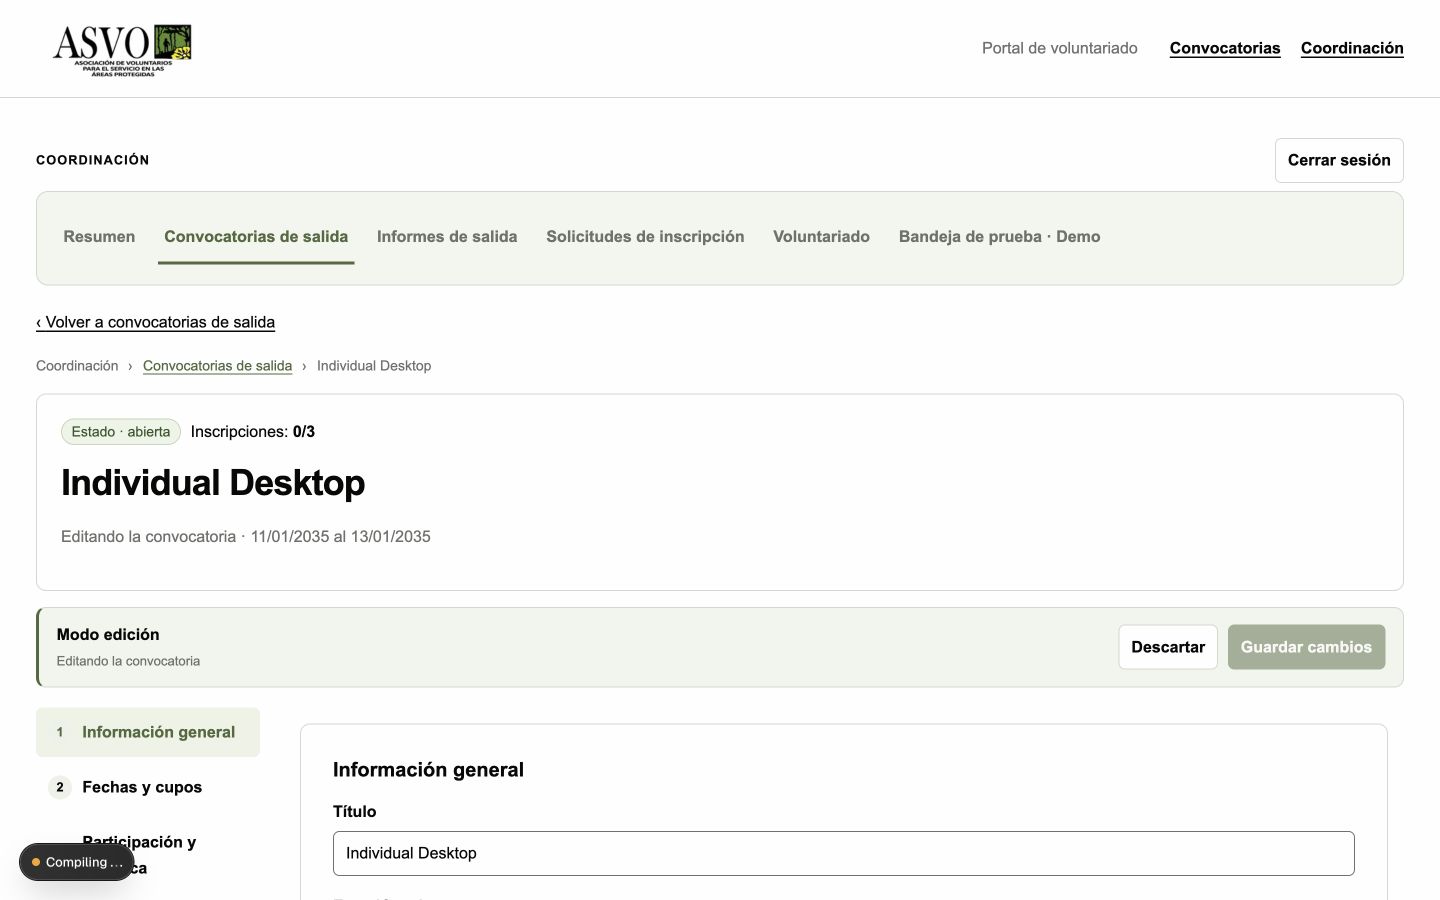 ASVO
ASOCIACIÓN DE VOLUNTARIOS
PARA EL SERVICIO EN LAS
ÁREAS PROTEGIDAS
Portal de voluntariado
Convocatorias
Coordinación
COORDINACIÓN
Cerrar sesión
Resumen
Convocatorias de salida
Informes de salida
Solicitudes de inscripción
Voluntariado
Bandeja de prueba · Demo
‹ Volver a convocatorias de salida
Coordinación › Convocatorias de salida › Individual Desktop
Estado · abierta
Inscripciones: 0/3
Individual Desktop
Editando la convocatoria · 11/01/2035 al 13/01/2035
Modo edición
Editando la convocatoria
Descartar
Guardar cambios
1 Información general
2 Fechas y cupos
Participación y
ca
Compiling ...
Información general
Título
Individual Desktop